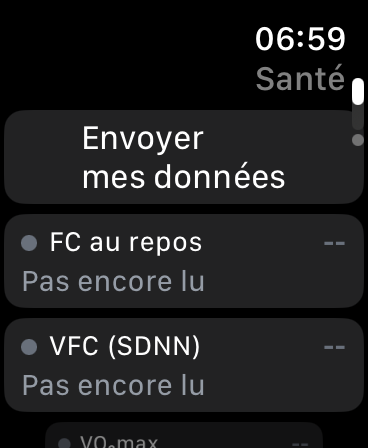 06:59
Santé
Envoyer
mes données
FC au repos --
Pas encore lu
VFC (SDNN) --
Pas encore lu
VO₂max --